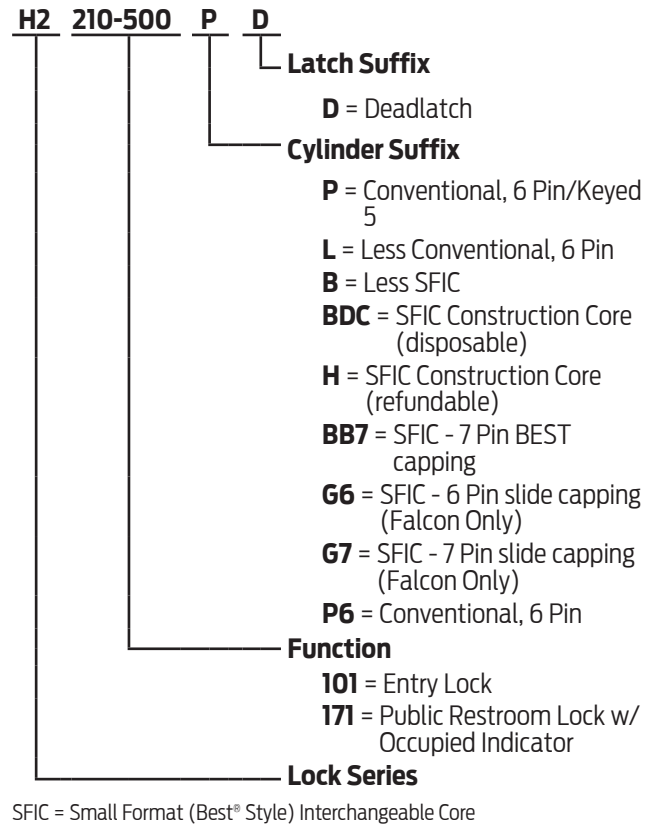 H2 210-500 P D
Latch Suffix
D = Deadlatch
Cylinder Suffix
P = Conventional, 6 Pin/Keyed
5
L = Less Conventional, 6 Pin
B = Less SFIC
BDC = SFIC Construction Core
(disposable)
H = SFIC Construction Core
(refundable)
BB7 = SFIC - 7 Pin BEST
capping
G6 = SFIC - 6 Pin slide capping
(Falcon Only)
G7 = SFIC - 7 Pin slide capping
(Falcon Only)
P6 = Conventional, 6 Pin
Function
101 = Entry Lock
171 = Public Restroom Lock w/
Occupied Indicator
Lock Series
SFIC = Small Format (Best® Style) Interchangeable Core